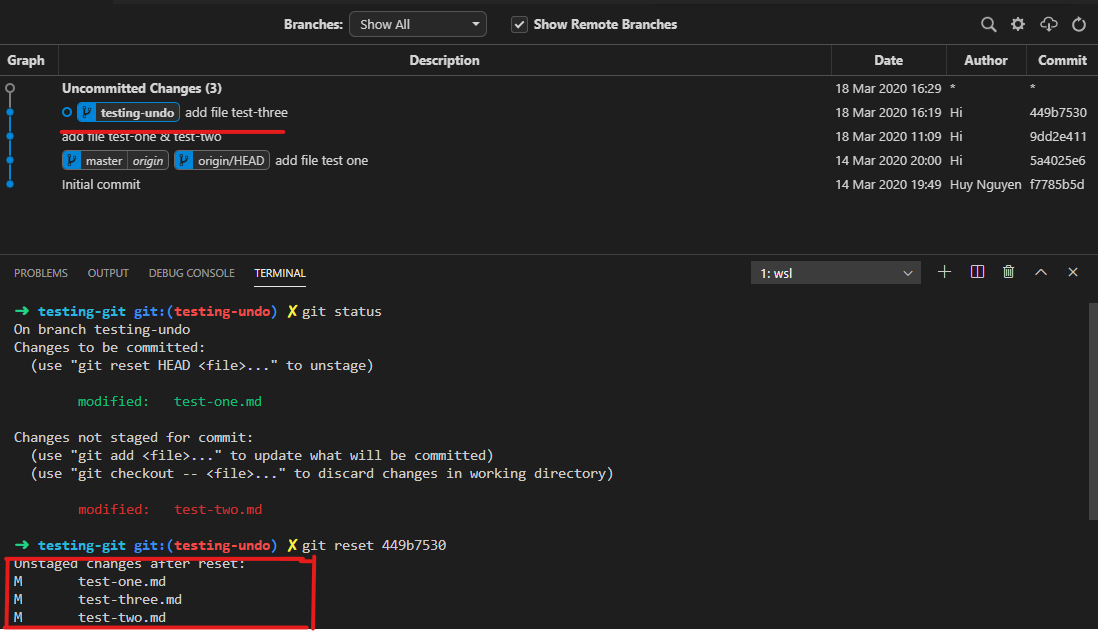 Branches: Show All Show Remote Branches
Graph Description Date Author Commit
Uncommitted Changes (3) 18 Mar 2020 16:29 * *
testing-undo add file test-three 18 Mar 2020 16:19 Hi 449b7530
add file test-one & test-two 18 Mar 2020 11:09 Hi 9dd2e411
master origin origin/HEAD add file test one 14 Mar 2020 20:00 Hi 5a4025e6
Initial commit 14 Mar 2020 19:49 Huy Nguyen f7785b5d
PROBLEMS OUTPUT DEBUG CONSOLE TERMINAL 1: wsl
➜ testing-git git:(testing-undo) ✗ git status
On branch testing-undo
Changes to be committed:
(use "git reset HEAD <file>..." to unstage)
modified: test-one.md
Changes not staged for commit:
(use "git add <file>..." to update what will be committed)
(use "git checkout -- <file>..." to discard changes in working directory)
modified: test-two.md
➜ testing-git git:(testing-undo) ✗ git reset 449b7530
Unstaged changes after reset:
M test-one.md
M test-three.md
M test-two.md